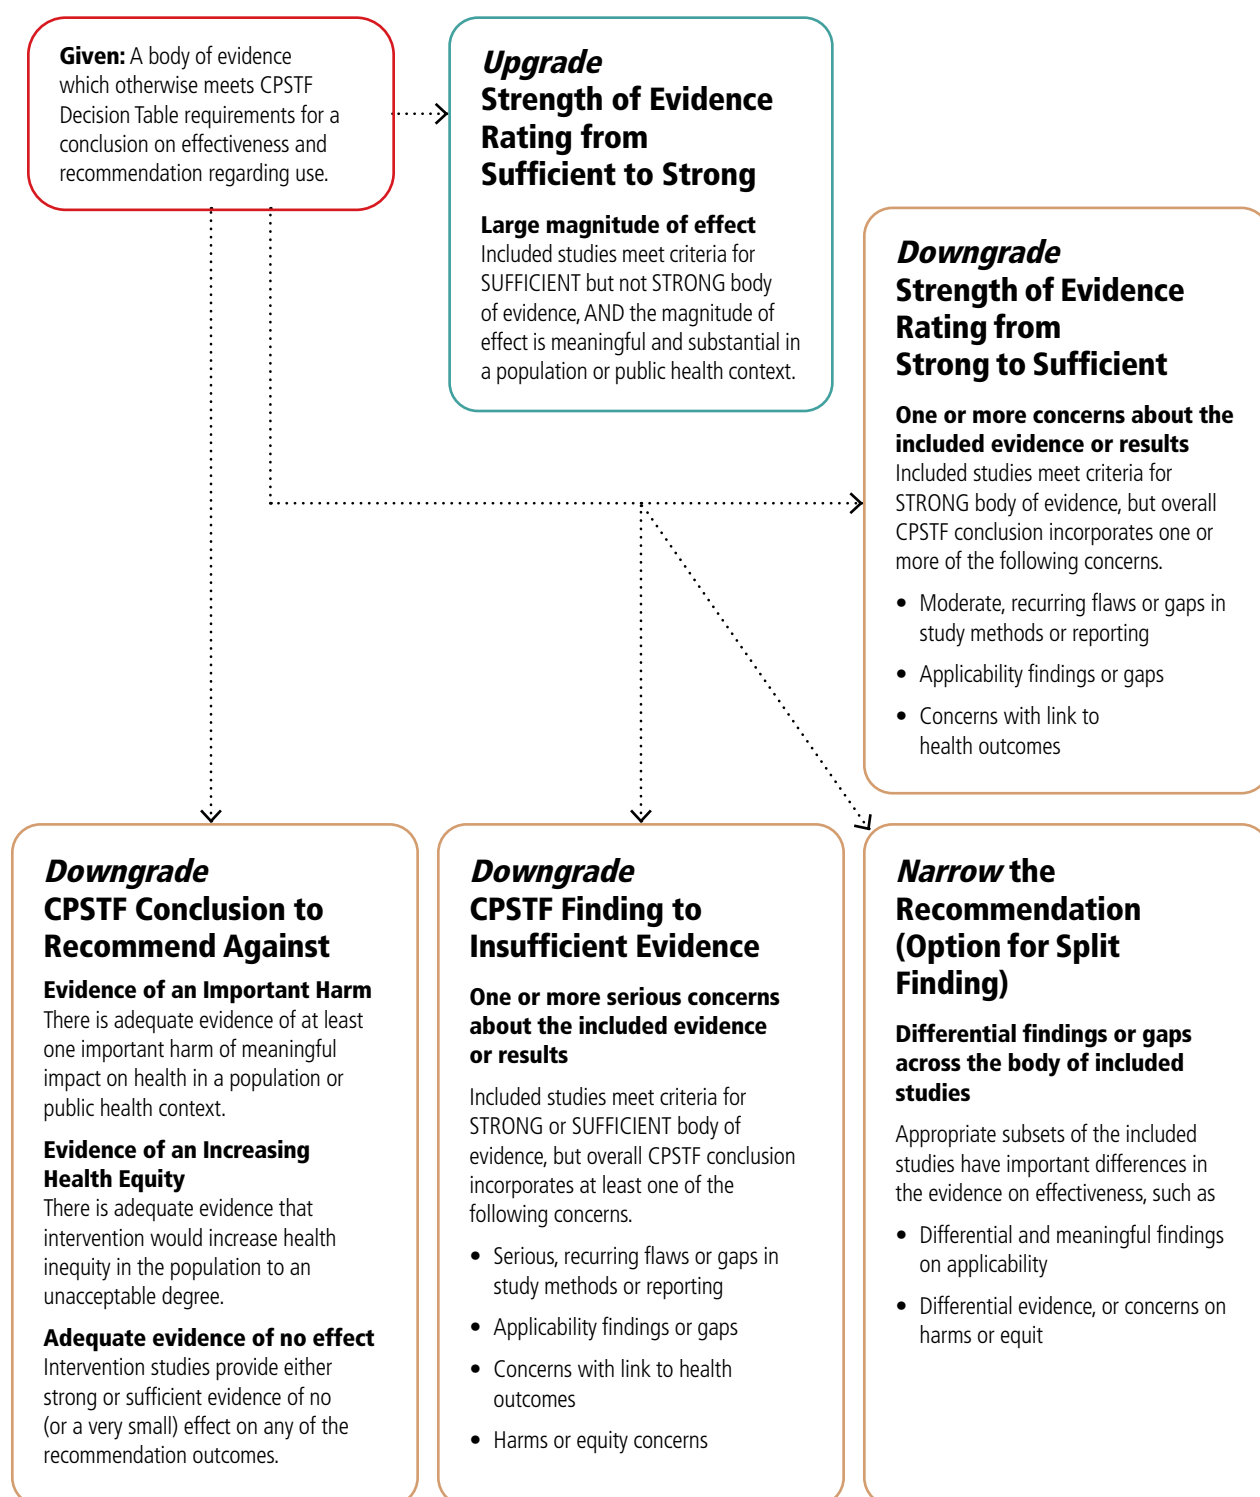 Given: A body of evidence
which otherwise meets CPSTF
Decision Table requirements for a
conclusion on effectiveness and
recommendation regarding use.
Upgrade
Strength of Evidence
Rating from
Sufficient to Strong
Large magnitude of effect
Included studies meet criteria for
SUFFICIENT but not STRONG body
of evidence, AND the magnitude of
effect is meaningful and substantial in
a population or public health context.
Downgrade
Strength of Evidence
Rating from
Strong to Sufficient
One or more concerns about the
included evidence or results
Included studies meet criteria for
STRONG body of evidence, but overall
CPSTF conclusion incorporates one or
more of the following concerns.
• Moderate, recurring flaws or gaps in
study methods or reporting
• Applicability findings or gaps
• Concerns with link to
health outcomes
Downgrade
CPSTF Conclusion to
Recommend Against
Evidence of an Important Harm
There is adequate evidence of at least
one important harm of meaningful
impact on health in a population or
public health context.
Evidence of an Increasing
Health Equity
There is adequate evidence that
intervention would increase health
inequity in the population to an
unacceptable degree.
Adequate evidence of no effect
Intervention studies provide either
strong or sufficient evidence of no
(or a very small) effect on any of the
recommendation outcomes.
Downgrade
CPSTF Finding to
Insufficient Evidence
One or more serious concerns
about the included evidence
or results
Included studies meet criteria for
STRONG or SUFFICIENT body of
evidence, but overall CPSTF conclusion
incorporates at least one of the
following concerns.
• Serious, recurring flaws or gaps in
study methods or reporting
• Applicability findings or gaps
• Concerns with link to health
outcomes
• Harms or equity concerns
Narrow the
Recommendation
(Option for Split
Finding)
Differential findings or gaps
across the body of included
studies
Appropriate subsets of the included
studies have important differences in
the evidence on effectiveness, such as
• Differential and meaningful findings
on applicability
• Differential evidence, or concerns on
harms or equit